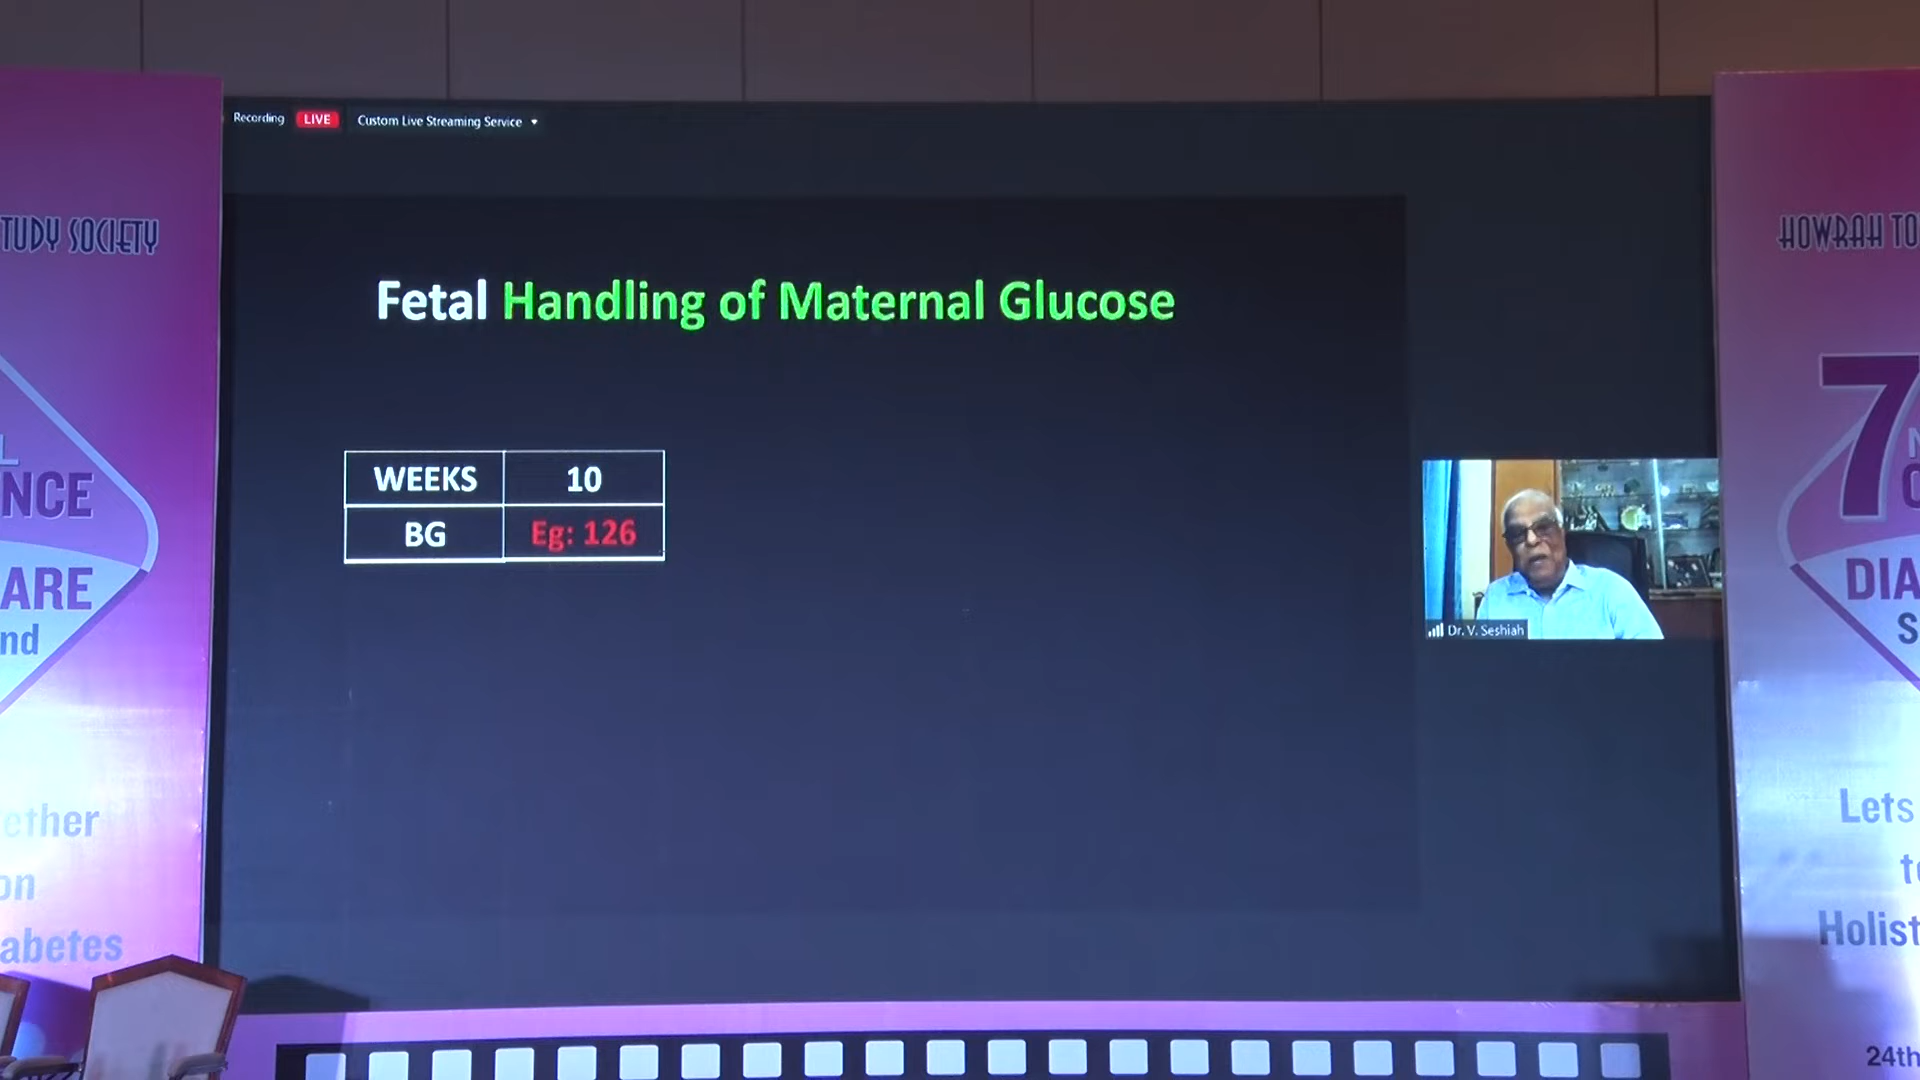 Recording LIVE Custom Live Streaming Service
TUDY SOCIETY
NCE
ARE
nd
ether
on
abetes
Fetal Handling of Maternal Glucose
WEEKS 10
BG Eg: 126
Dr. V. Seshiah
HOWRAH TO
7
DIA
S
Lets
Holist
24th